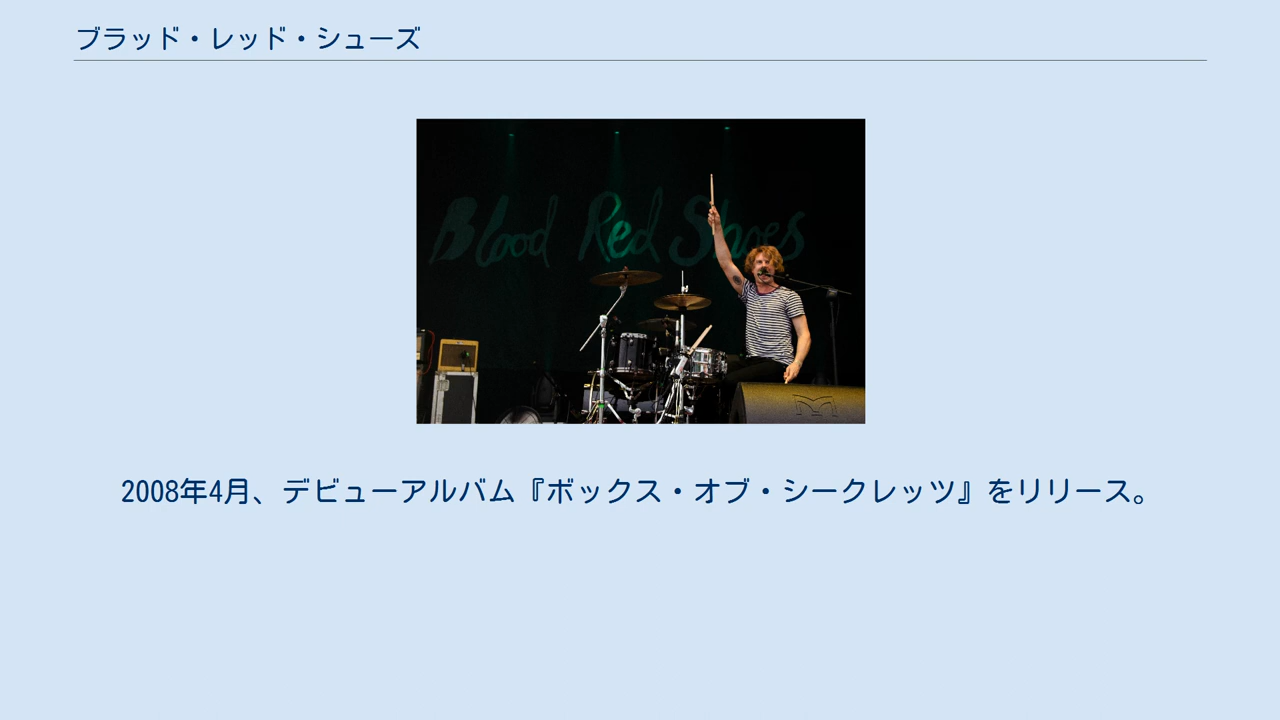 ブラッド・レッド・シューズ
Blood Red Shoes
2008年4月、デビューアルバム『ボックス・オブ・シークレッツ』をリリース。